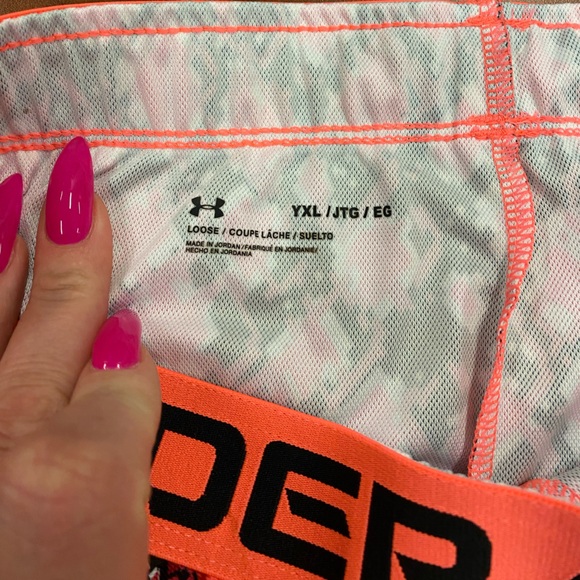 YXL / JTG / EG
LOOSE / COUPE LÂCHE / SUELTO
MADE IN JORDAN / FABRIQUÉ EN JORDANIE /
HECHO EN JORDANIA
DER